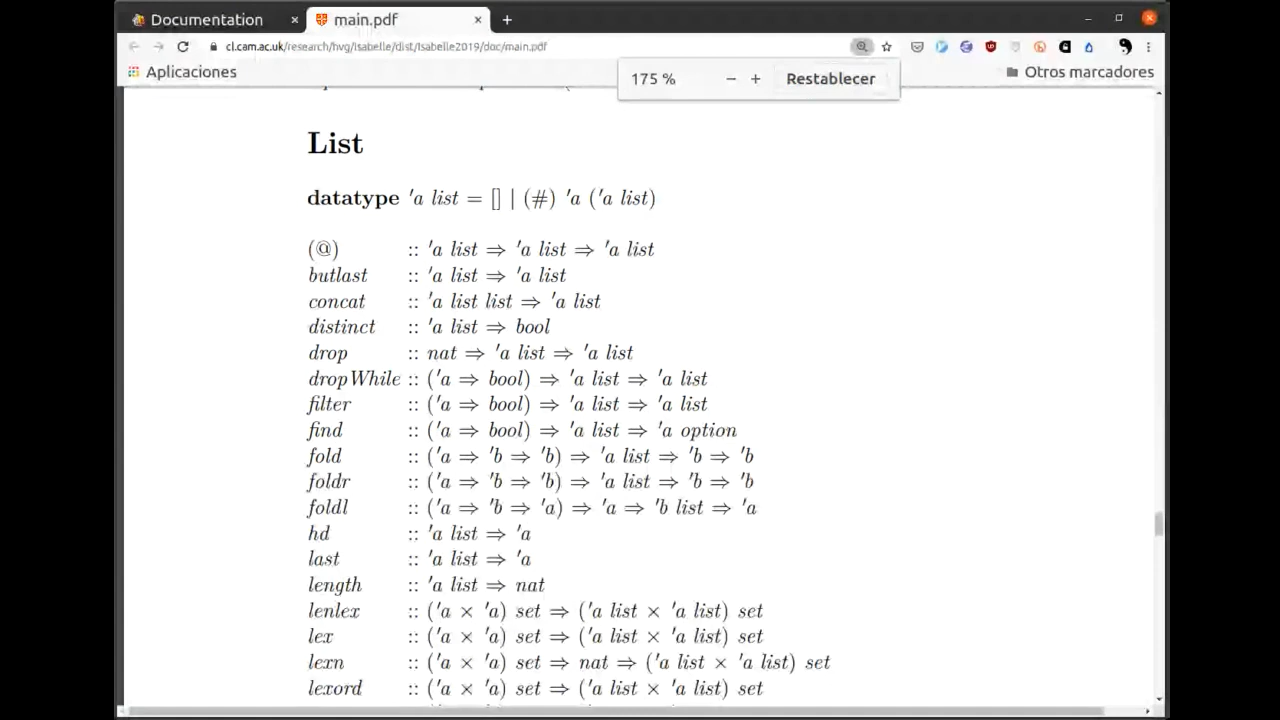 Documentation
main.pdf
cl.cam.ac.uk/research/hvg/Isabelle/dist/Isabelle2019/doc/main.pdf
Aplicaciones
175 %
− +
Restablecer
Otros marcadores
List
datatype 'a list = [] | (#) 'a ('a list)
(@) :: 'a list ⇒ 'a list ⇒ 'a list
butlast :: 'a list ⇒ 'a list
concat :: 'a list list ⇒ 'a list
distinct :: 'a list ⇒ bool
drop :: nat ⇒ 'a list ⇒ 'a list
dropWhile :: ('a ⇒ bool) ⇒ 'a list ⇒ 'a list
filter :: ('a ⇒ bool) ⇒ 'a list ⇒ 'a list
find :: ('a ⇒ bool) ⇒ 'a list ⇒ 'a option
fold :: ('a ⇒ 'b ⇒ 'b) ⇒ 'a list ⇒ 'b ⇒ 'b
foldr :: ('a ⇒ 'b ⇒ 'b) ⇒ 'a list ⇒ 'b ⇒ 'b
foldl :: ('a ⇒ 'b ⇒ 'a) ⇒ 'a ⇒ 'b list ⇒ 'a
hd :: 'a list ⇒ 'a
last :: 'a list ⇒ 'a
length :: 'a list ⇒ nat
lenlex :: ('a × 'a) set ⇒ ('a list × 'a list) set
lex :: ('a × 'a) set ⇒ ('a list × 'a list) set
lexn :: ('a × 'a) set ⇒ nat ⇒ ('a list × 'a list) set
lexord :: ('a × 'a) set ⇒ ('a list × 'a list) set